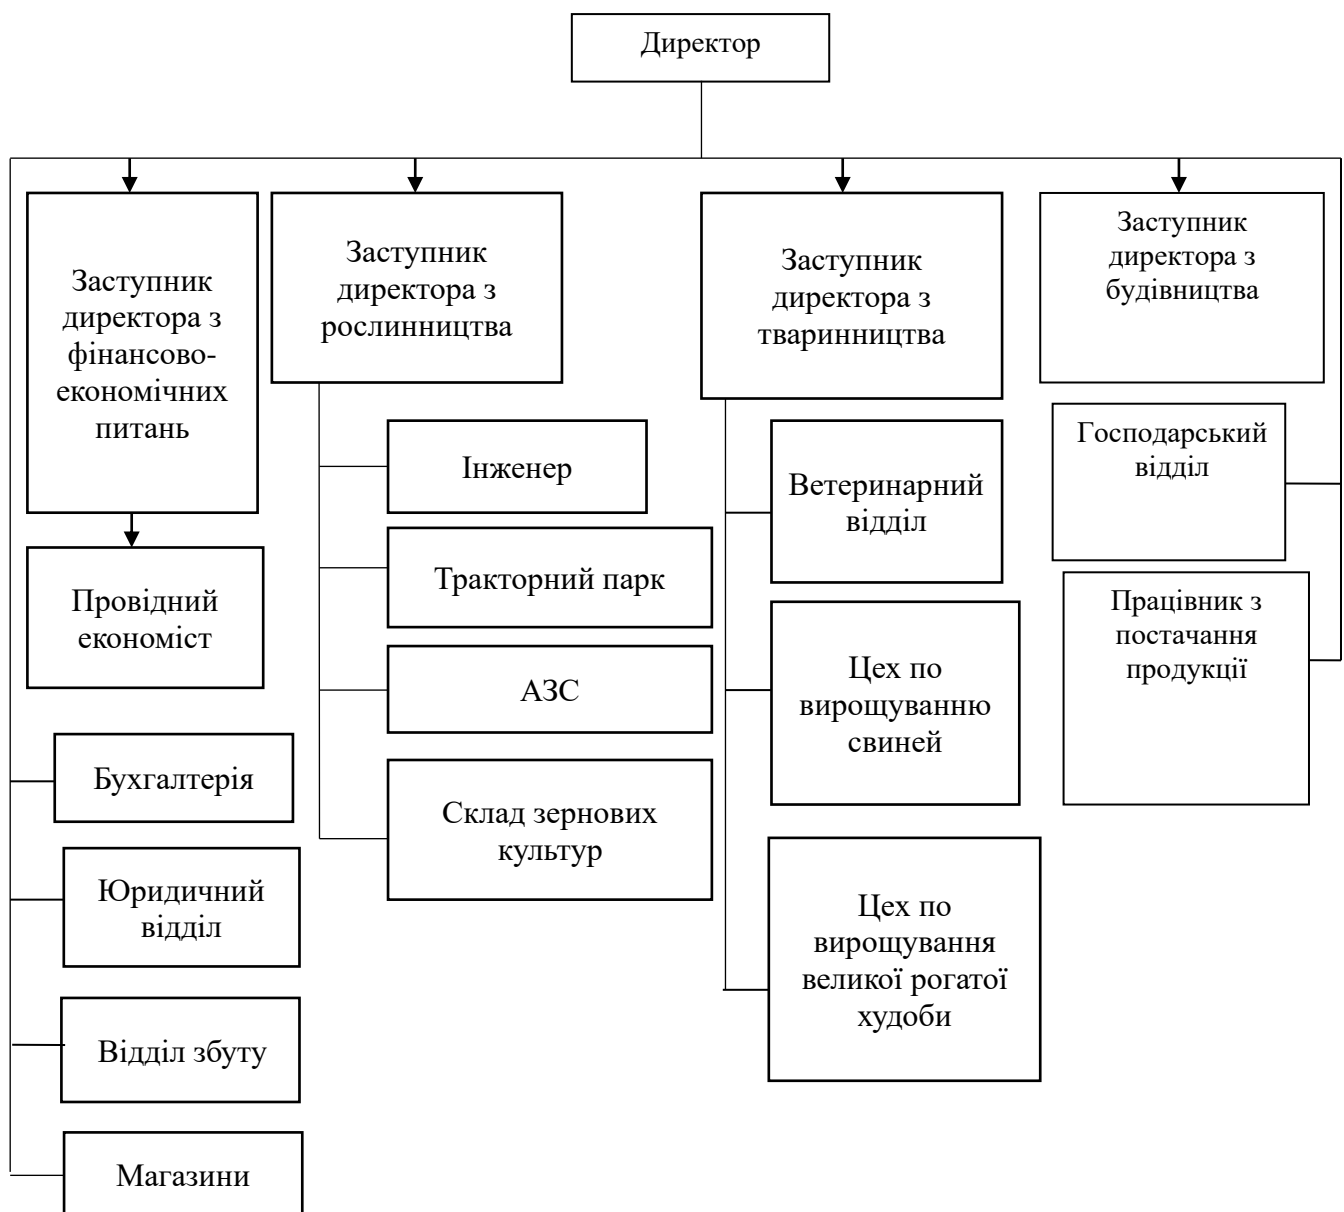 Директор
Заступник
директора з
фінансово-
економічних
питань
Заступник
директора з
рослинництва
Заступник
директора з
тваринництва
Заступник
директора з
будівництва
Провідний
економіст
Бухгалтерія
Юридичний
відділ
Відділ збуту
Магазини
Інженер
Тракторний парк
АЗС
Склад зернових
культур
Ветеринарний
відділ
Цех по
вирощуванню
свиней
Цех по
вирощування
великої рогатої
худоби
Господарський
відділ
Працівник з
постачання
продукції